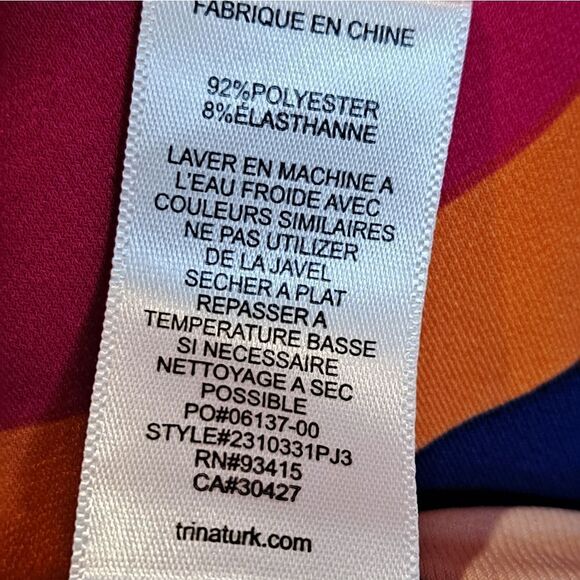 FABRIQUE EN CHINE
92%POLYESTER
8%ÉLASTHANNE
LAVER EN MACHINE A
L'EAU FROIDE AVEC
COULEURS SIMILAIRES
NE PAS UTILIZER
DE LA JAVEL
SECHER A PLAT
REPASSER A
TEMPERATURE BASSE
SI NECESSAIRE
NETTOYAGE A SEC
POSSIBLE
PO#06137-00
STYLE#2310331PJ3
RN#93415
CA#30427
trinaturk.com